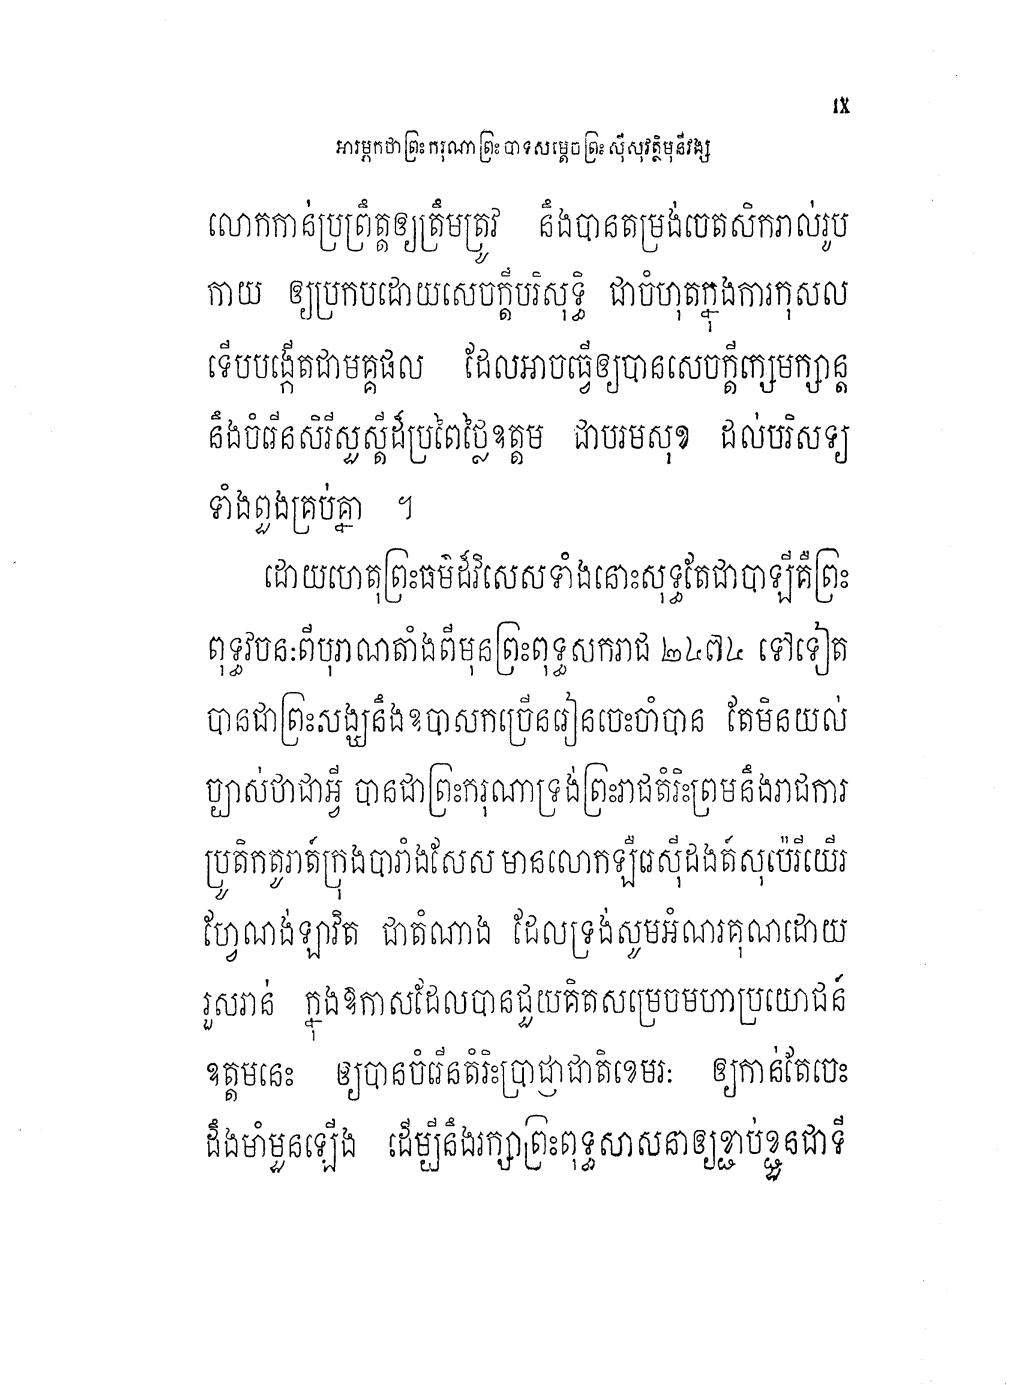 IX
អារម្ភកថាព្រះករុណាព្រះបាទសម្តេចព្រះស៊ីសុវត្ថិមុនីវង្ស
លោកកាន់ប្រព្រឹត្តឲ្យត្រឹមត្រូវ នឹងបានតម្រង់ចេតសិករាល់រូប
កាយ ឲ្យប្រកបដោយសេចក្តីបរិសុទ្ធិ ជាចំហុតក្នុងការកុសល
ទើបបង្កើតជាមគ្គផល ដែលអាចធ្វើឲ្យបានសេចក្តីក្សេមក្សាន្ត
នឹងចំរើនសិរីសួស្តីដ៏ប្រពៃថ្លៃឧត្តម ជាបរមសុខ ដល់បរិសទ្យ
ទាំងពួងគ្រប់គ្នា ។
ដោយហេតុព្រះធម៌ដ៏វិសេសទាំងនោះសុទ្ធតែជាបាឡីគឺព្រះ
ពុទ្ធវចនៈពីបុរាណតាំងពីមុនព្រះពុទ្ធសករាជ ២៤៧៤ ទៅទៀត
បានជាព្រះសង្ឃនឹងឧបាសកច្រើនរៀនចេះចាំបាន តែមិនយល់
ច្បាស់ថាជាអ្វី បានជាព្រះករុណាទ្រង់ព្រះរាជតំរិះព្រមនឹងរាជការ
ប្រូតិកតូរាត៍ក្រុងបារាំងសែស មានលោកឡឺរេស៊ីដងត៍សុប៉េរីយើរ
ហ្វែណង់ឡាវិត ជាតំណាង ដែលទ្រង់សូមអំណរគុណដោយ
រួសរាន់ ក្នុងឱកាសដែលបានជួយគិតសម្រេចមហាប្រយោជន៍
ឧត្តមនេះ ឲ្យបានចំរើនតំរិះប្រាជ្ញាជាតិខេមរៈ ឲ្យកាន់តែចេះ
ដឹងមាំមួនឡើង ដើម្បីនឹងរក្សាព្រះពុទ្ធសាសនាឲ្យខ្ជាប់ខ្ជួនជាទី